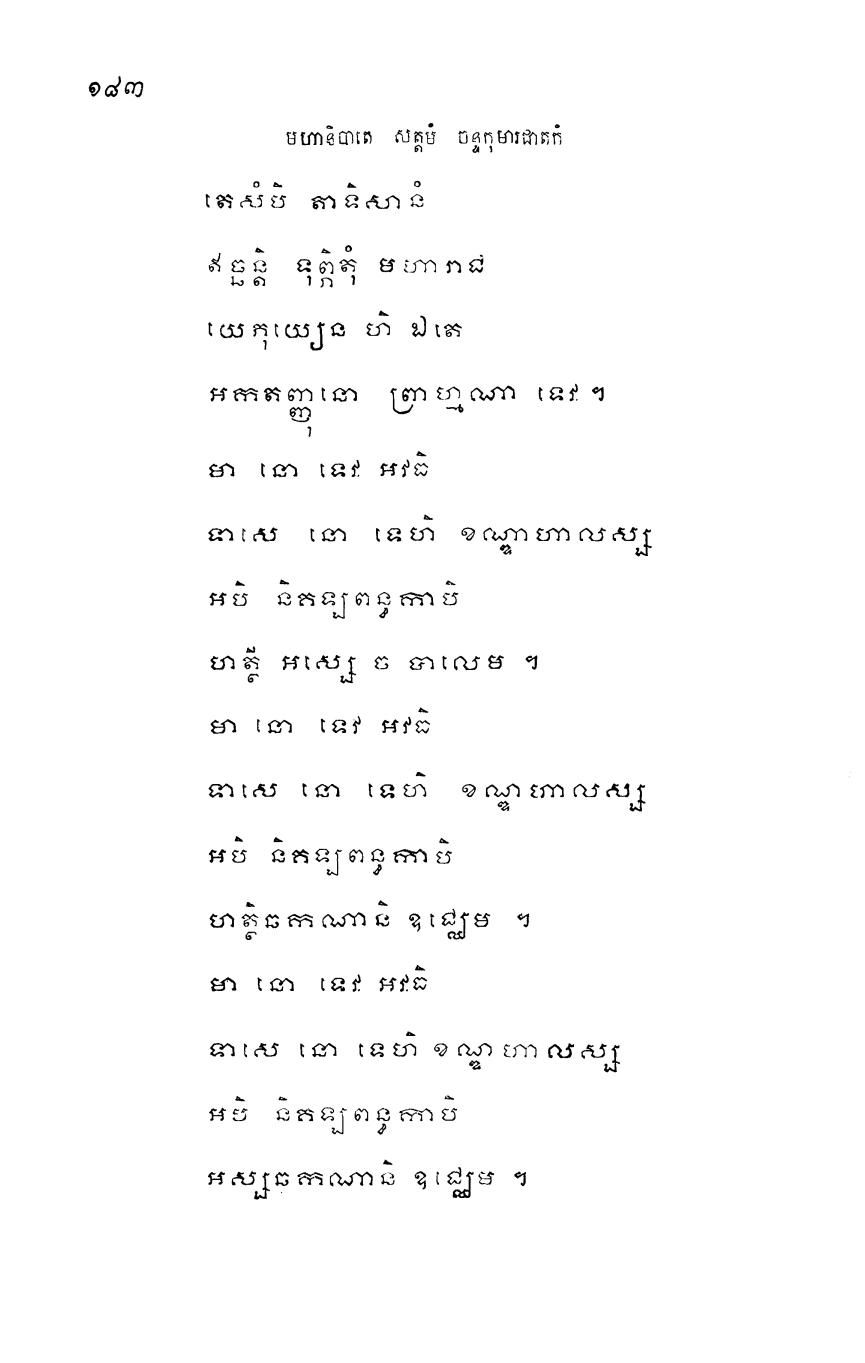 ១៨៣
មហានិបាតេ សត្តមំ ចន្ទកុមារជាតកំ
តេសំបិ តាទិសានំ
ឥច្ឆន្តិ ទុព្ភិតុំ មហារាជ
យេភុយ្យេន ហិ ឯតេ
អកតញ្ញុនោ ព្រាហ្មណា ទេវ ។
មា នោ ទេវ អវធិ
ទាសេ នោ ទេហិ ខណ្ឌាហាលស្ស
អបិ និគឡពន្ធកាបិ
ហត្ថី អស្សេ ច បាលេម ។
មា នោ ទេវ អវធិ
ទាសេ នោ ទេហិ ខណ្ឌហាលស្ស
អបិ និគឡពន្ធកាបិ
ហត្ថិឆកណានិ ឧជ្ឈេម ។
មា នោ ទេវ អវធិ
ទាសេ នោ ទេហិ ខណ្ឌហាលស្ស
អបិ និគឡពន្ធកាបិ
អស្សឆកណានិ ឧជ្ឈេម ។